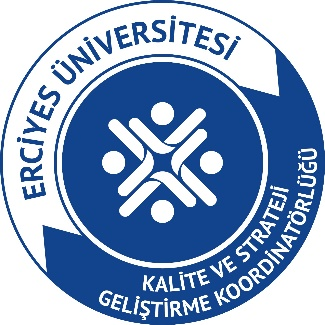 ERCİYES ÜNİVERSİTESİ
KALİTE VE STRATEJİ
GELİŞTİRME KOORDİNATÖRLÜĞÜ